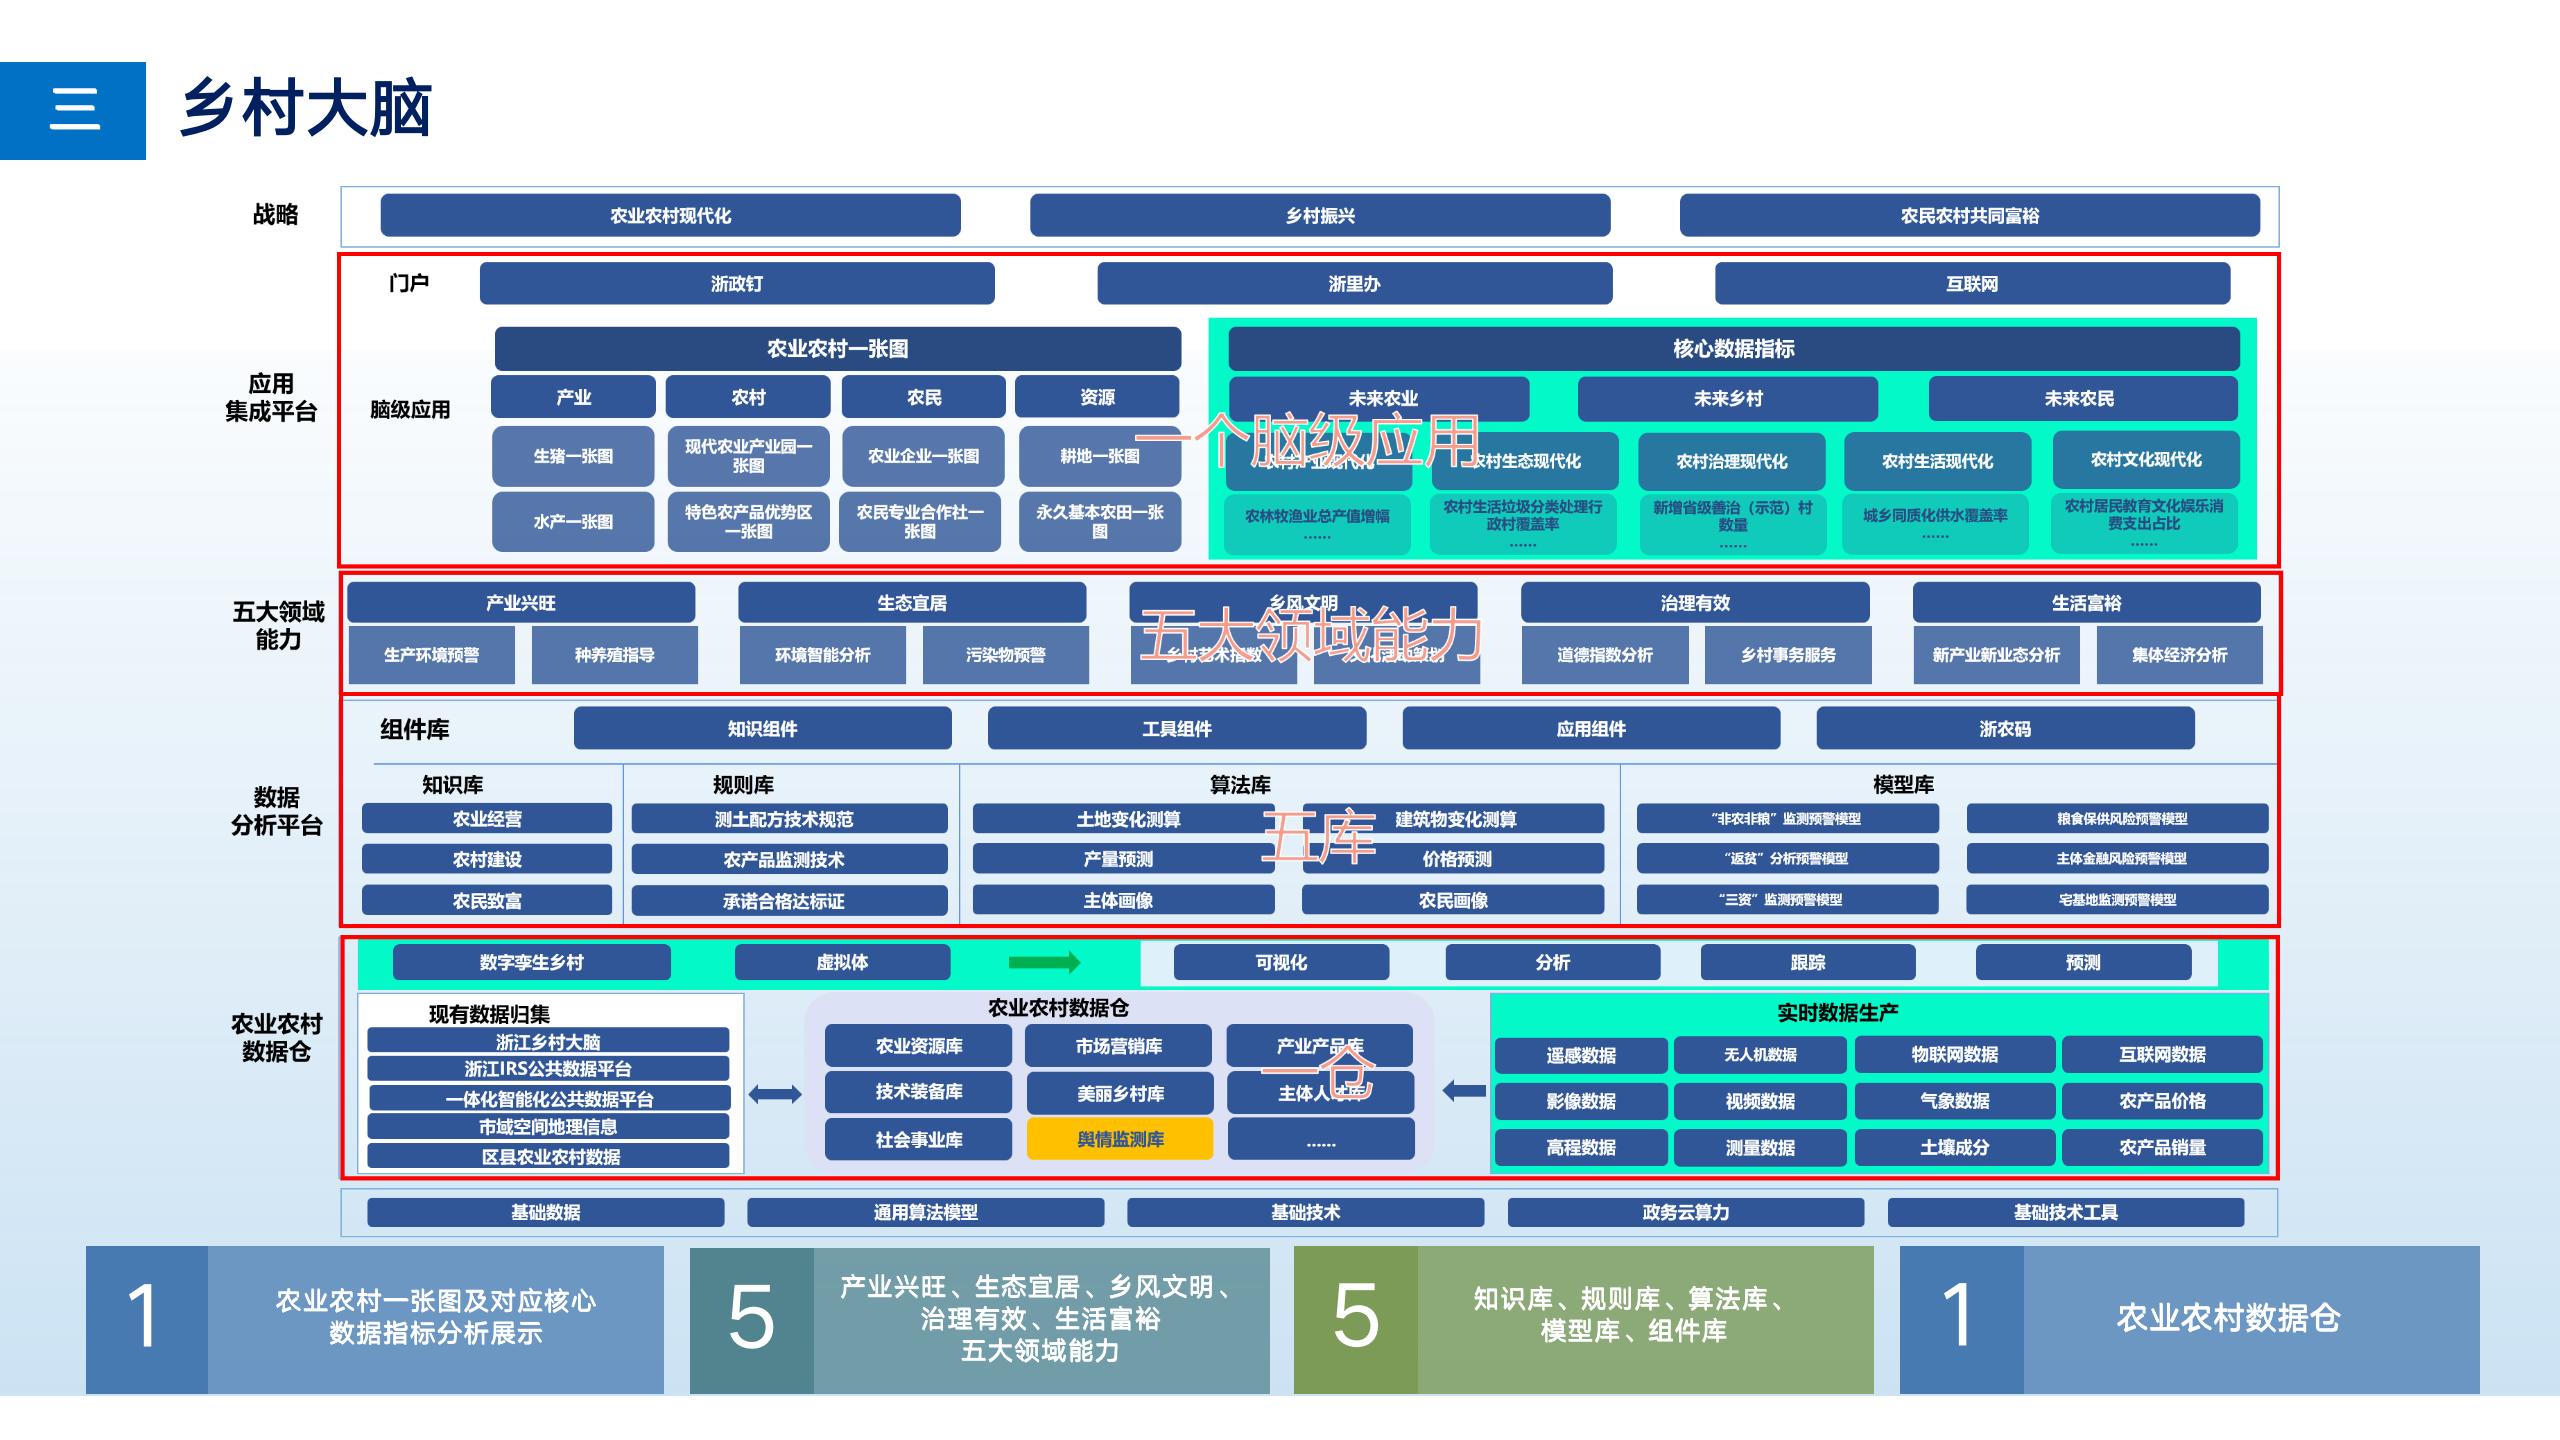 三
乡村大脑
战略
农业农村现代化
乡村振兴
农民农村共同富裕
门户
浙政钉
浙里办
互联网
应用
集成平台
脑级应用
农业农村一张图
产业
农村
农民
资源
生猪一张图
现代农业产业园一
张图
农业企业一张图
耕地一张图
水产一张图
特色农产品优势区
一张图
农民专业合作社一
张图
永久基本农田一张
图
核心数据指标
未来农业
未来乡村
未来农民
一个脑级应用
农村产业现代化
农村生态现代化
农村治理现代化
农村生活现代化
农村文化现代化
农林牧渔业总产值增幅
......
农村生活垃圾分类处理行
政村覆盖率
......
新增省级善治（示范）村
数量
......
城乡同质化供水覆盖率
......
农村居民教育文化娱乐消
费支出占比
......
五大领域
能力
产业兴旺
生态宜居
乡风文明
治理有效
生活富裕
五大领域能力
生产环境预警
种养殖指导
环境智能分析
污染物预警
乡村艺术指数
道德指数分析
乡村事务服务
新产业新业态分析
集体经济分析
数据
分析平台
组件库
知识组件
工具组件
应用组件
浙农码
知识库
农业经营
农村建设
农民致富
规则库
测土配方技术规范
农产品监测技术
承诺合格达标证
算法库
土地变化测算
建筑物变化测算
产量预测
价格预测
主体画像
农民画像
五库
模型库
“非农非粮”监测预警模型
粮食保供风险预警模型
“返贫”分析预警模型
主体金融风险预警模型
“三资”监测预警模型
宅基地监测预警模型
农业农村
数据仓
数字孪生乡村
虚拟体
可视化
分析
跟踪
预测
现有数据归集
浙江乡村大脑
浙江IRS公共数据平台
一体化智能化公共数据平台
市域空间地理信息
区县农业农村数据
农业农村数据仓
农业资源库
市场营销库
产业产品库
技术装备库
美丽乡村库
主体人才库
社会事业库
舆情监测库
......
一仓
实时数据生产
遥感数据
无人机数据
物联网数据
互联网数据
影像数据
视频数据
气象数据
农产品价格
高程数据
测量数据
土壤成分
农产品销量
基础数据
通用算法模型
基础技术
政务云算力
基础技术工具
1
农业农村一张图及对应核心
数据指标分析展示
5
产业兴旺、生态宜居、乡风文明、
治理有效、生活富裕
五大领域能力
5
知识库、规则库、算法库、
模型库、组件库
1
农业农村数据仓